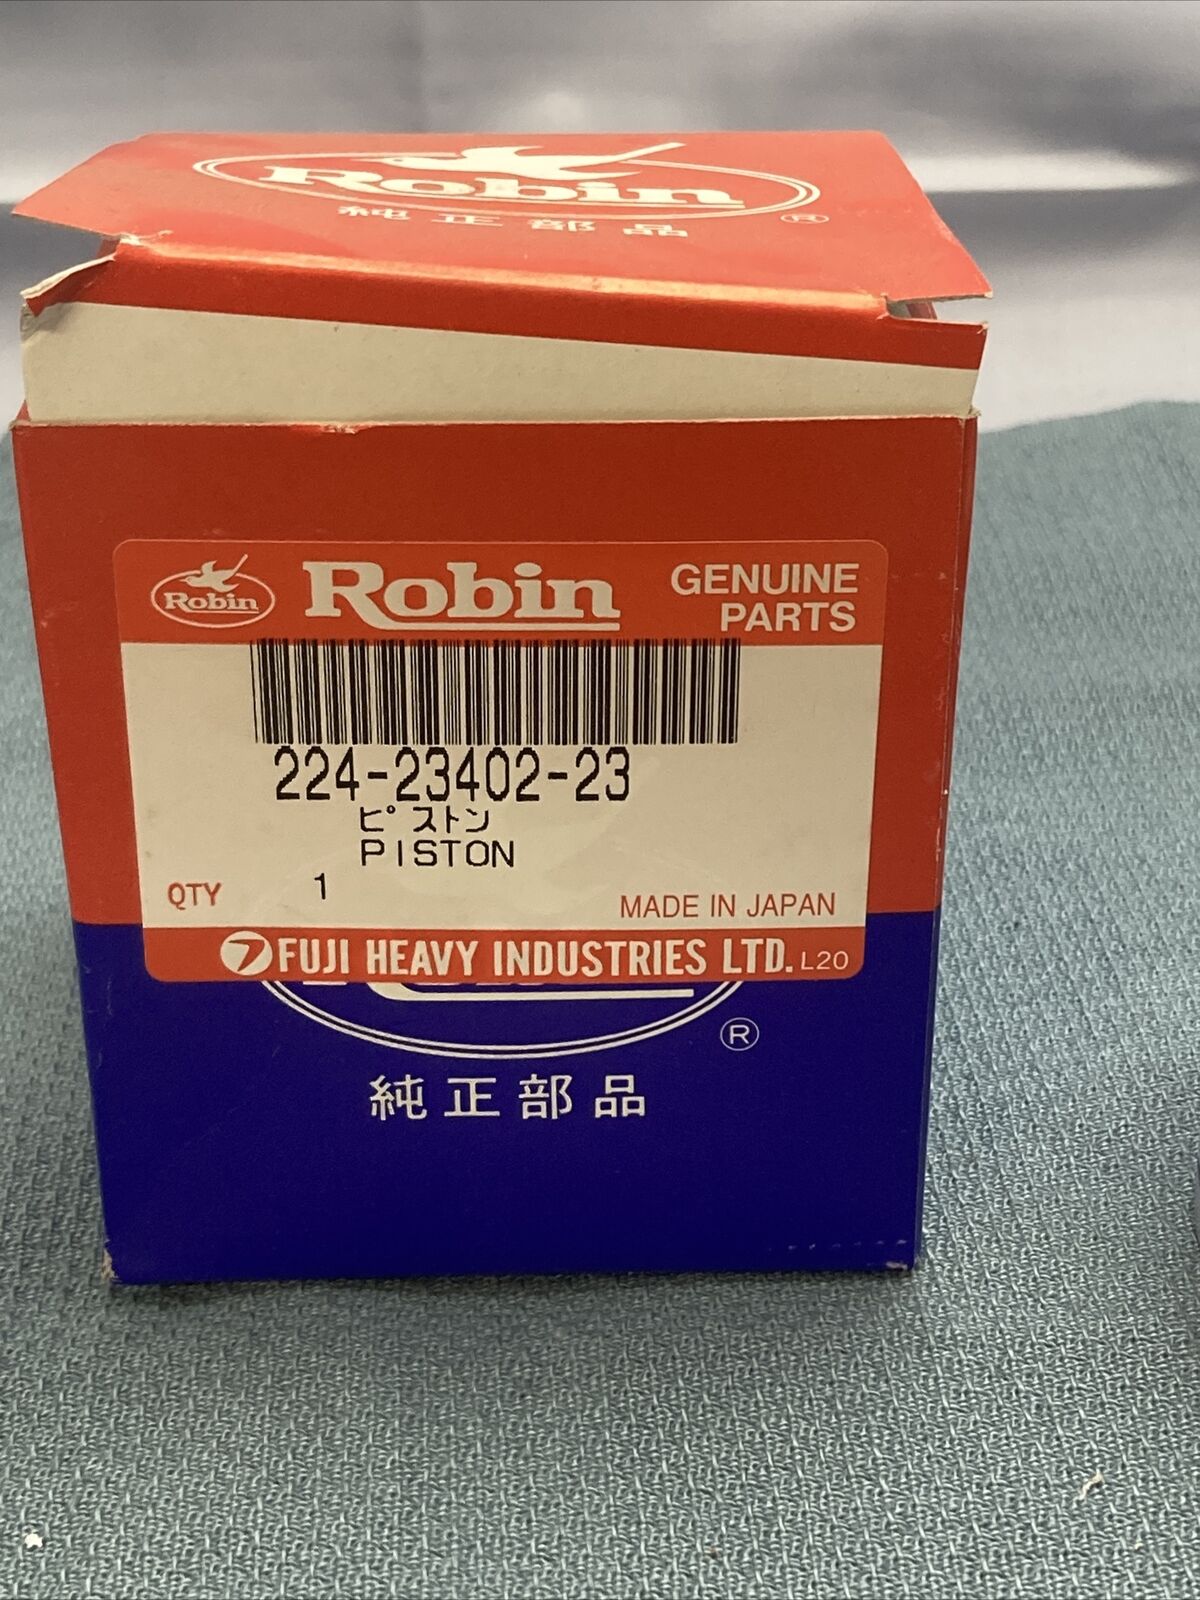 Robin
®
純正部品
Robin
Robin
GENUINE
PARTS
224-23402-23
ピストン
PISTON
QTY 1
MADE IN JAPAN
FUJI HEAVY INDUSTRIES LTD. L20
®
純正部品